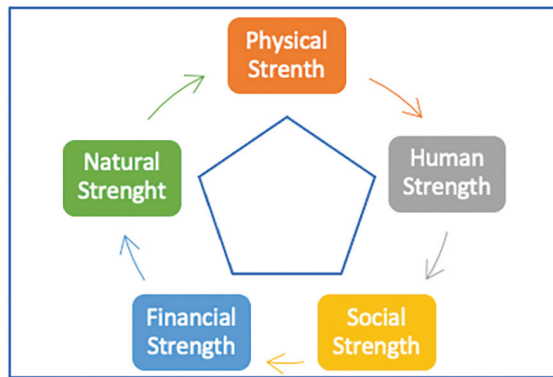 Physical
Strenth
Human
Strength
Social
Strength
Financial
Strength
Natural
Strenght